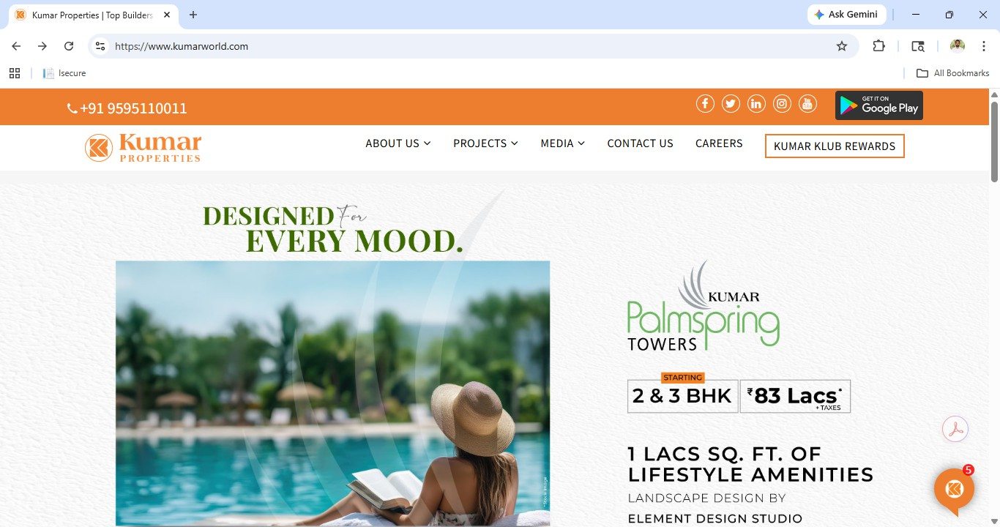 Kumar Properties | Top Builders
Ask Gemini
https://www.kumarworld.com
Isecure
All Bookmarks
+91 9595110011
GET IT ON
Google Play
Kumar
PROPERTIES
ABOUT US
PROJECTS
MEDIA
CONTACT US
CAREERS
KUMAR KLUB REWARDS
DESIGNED For
EVERY MOOD.
KUMAR
Palmspring
TOWERS
STARTING
2 & 3 BHK
₹83 Lacs*
+ TAXES
1 LACS SQ. FT. OF
LIFESTYLE AMENITIES
LANDSCAPE DESIGN BY
ELEMENT DESIGN STUDIO
*Stock Image
5